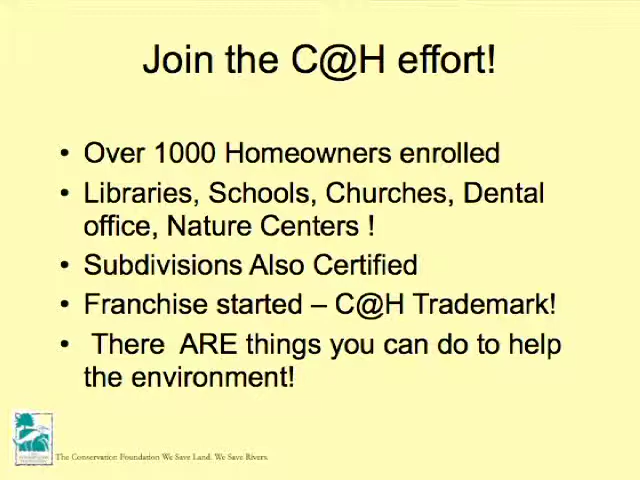 Join the C@H effort!
• Over 1000 Homeowners enrolled
• Libraries, Schools, Churches, Dental
office, Nature Centers !
• Subdivisions Also Certified
• Franchise started – C@H Trademark!
• There  ARE things you can do to help
the environment!
The Conservation Foundation We Save Land. We Save Rivers.